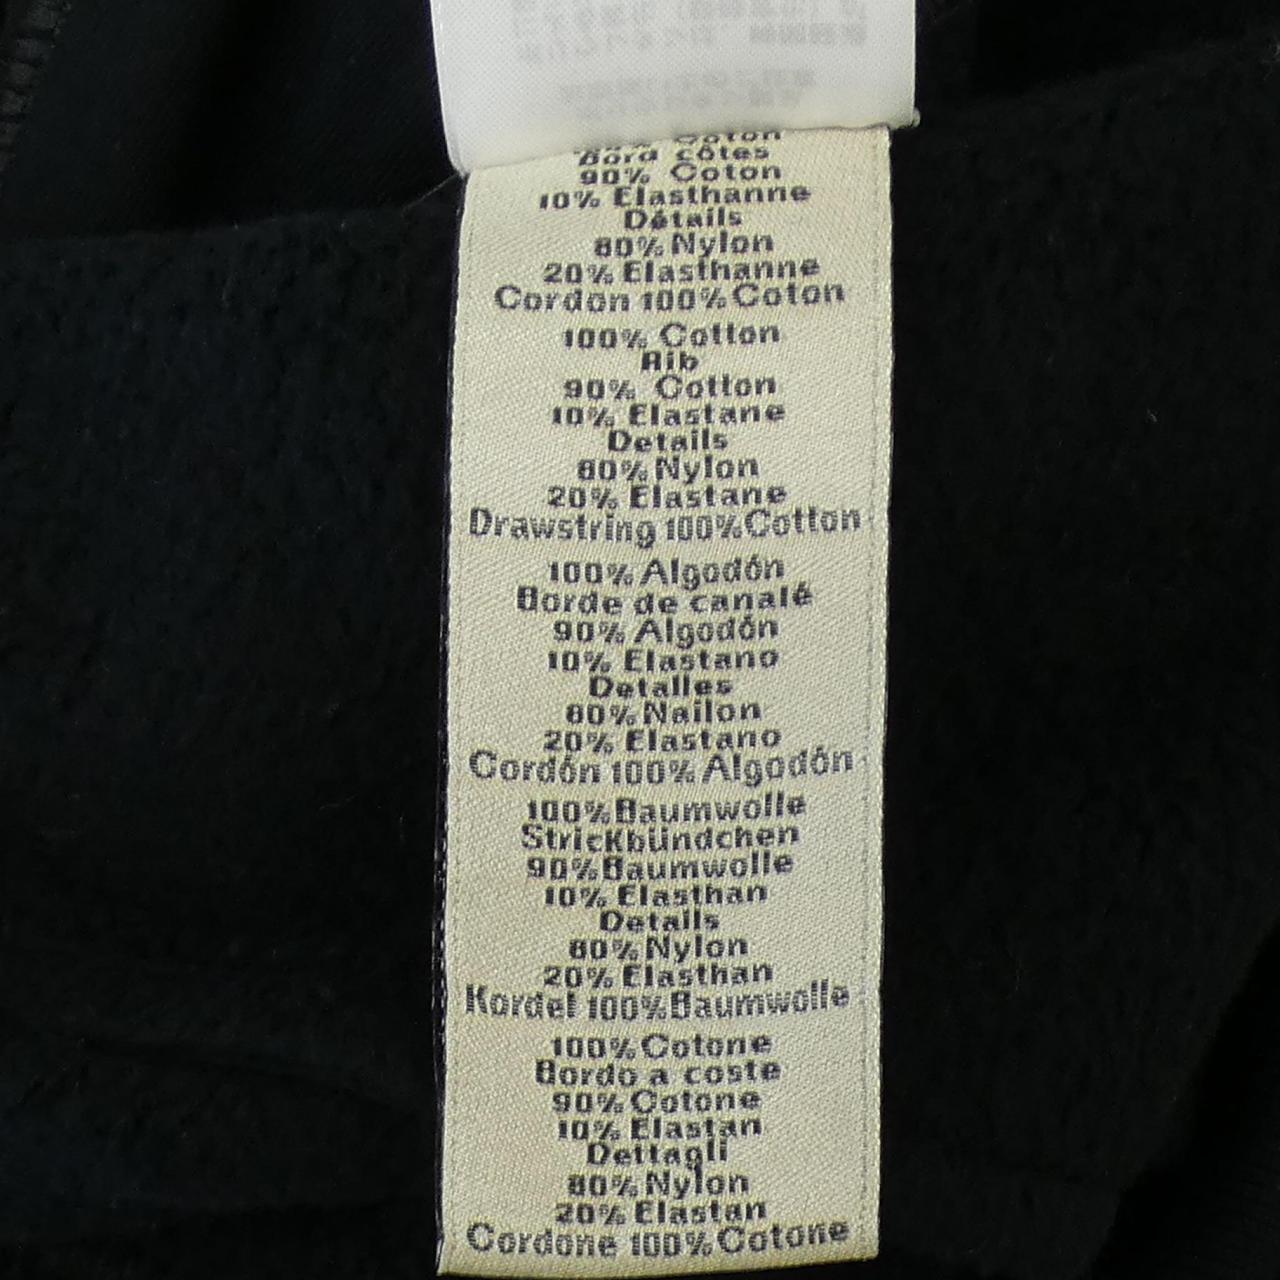 Coton
Bord côtes
90% Coton
10% Elasthanne
Détails
80% Nylon
20% Elasthanne
Cordon 100% Coton
100% Cotton
Rib
90% Cotton
10% Elastane
Details
80% Nylon
20% Elastane
Drawstring 100% Cotton
100% Algodón
Borde de canalé
90% Algodón
10% Elastano
Detalles
80% Nailon
20% Elastano
Cordón 100% Algodón
100% Baumwolle
Strickbündchen
90% Baumwolle
10% Elasthan
Details
80% Nylon
20% Elasthan
Kordel 100% Baumwolle
100% Cotone
Bordo a coste
90% Cotone
10% Elastan
Dettagli
80% Nylon
20% Elastan
Cordone 100% Cotone